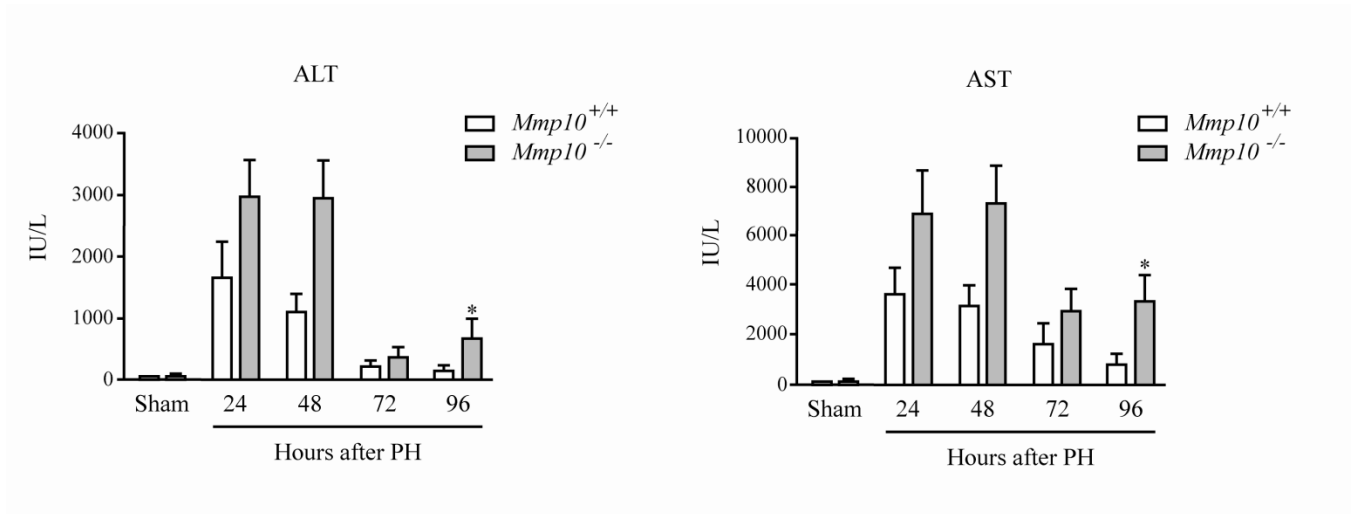 ALT
Mmp10 +/+
Mmp10 -/-
4000
3000
2000
1000
0
IU/L
*
Sham 24 48 72 96
Hours after PH
AST
Mmp10 +/+
Mmp10 -/-
10000
8000
6000
4000
2000
0
IU/L
*
Sham 24 48 72 96
Hours after PH